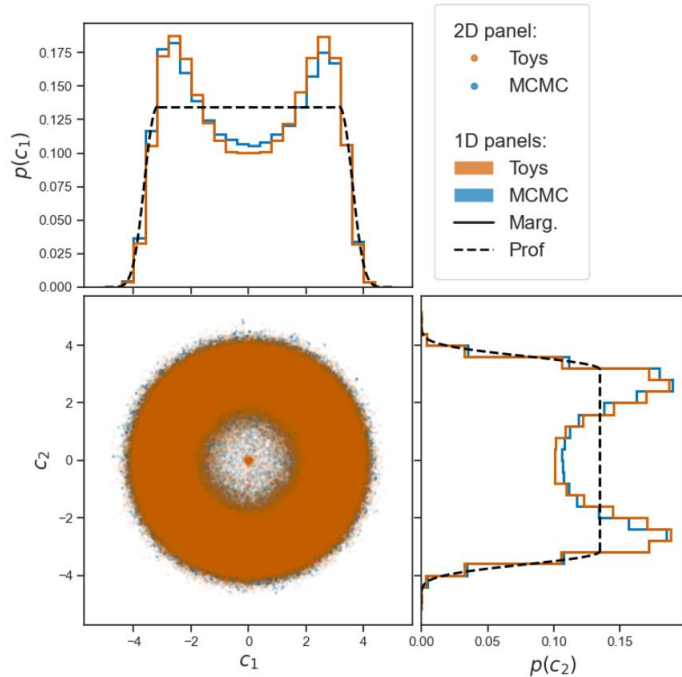 0.175
0.150
0.125
0.100
0.075
0.050
0.025
0.000
p(c₁)
2D panel:
Toys
MCMC
1D panels:
Toys
MCMC
Marg.
Prof
4
2
0
−2
−4
c₂
−4 −2 0 2 4
c₁
0.00 0.05 0.10 0.15
p(c₂)